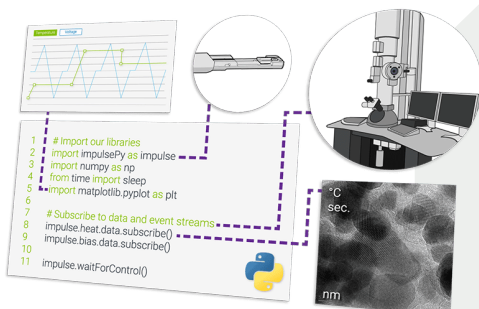 Temperature Voltage
1 # Import our libraries
2 import impulsePy as impulse
3 import numpy as np
4 from time import sleep
5 import matplotlib.pyplot as plt
6
7 # Subscribe to data and event streams
8 impulse.heat.data.subscribe()
9 impulse.bias.data.subscribe()
10
11 impulse.waitForControl()
°C
sec.
nm